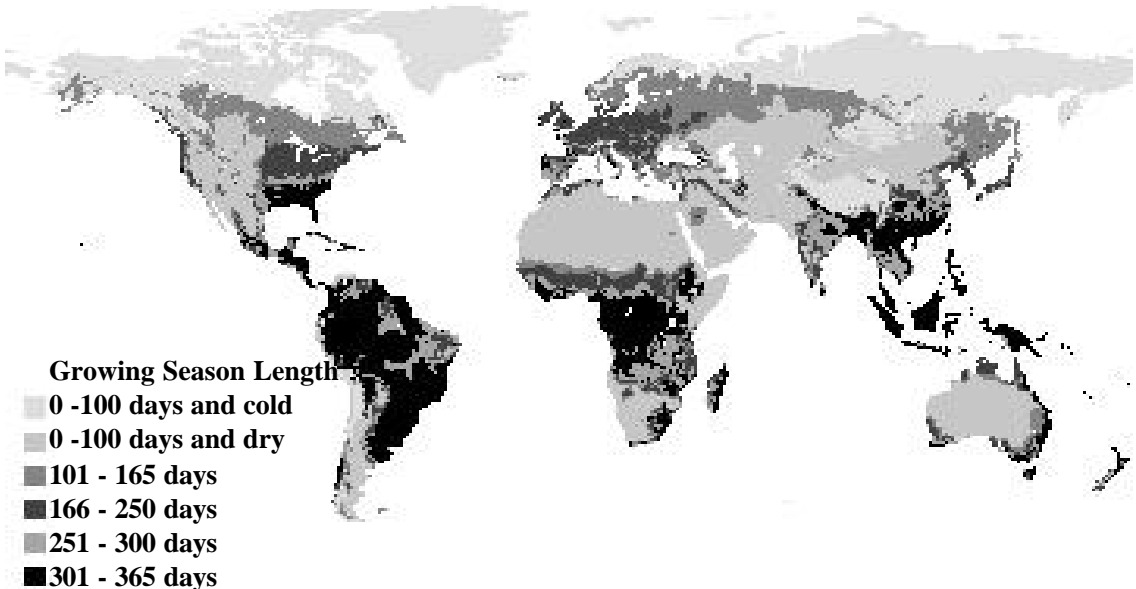 Growing Season Length
0 -100 days and cold
0 -100 days and dry
101 - 165 days
166 - 250 days
251 - 300 days
301 - 365 days